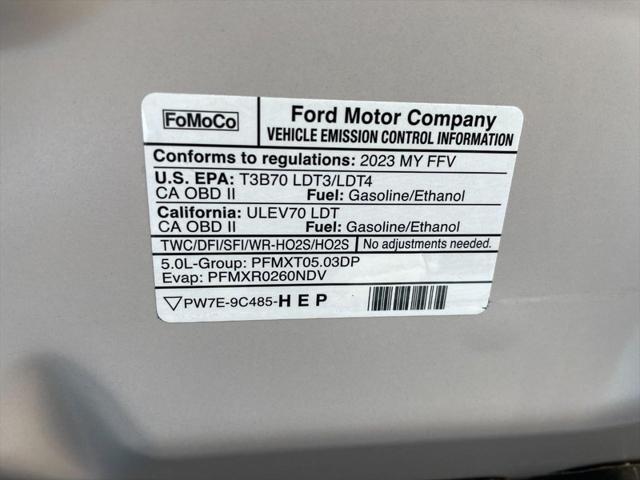 FoMoCo
Ford Motor Company
VEHICLE EMISSION CONTROL INFORMATION
Conforms to regulations: 2023 MY FFV
U.S. EPA: T3B70 LDT3/LDT4
CA OBD II Fuel: Gasoline/Ethanol
California: ULEV70 LDT
CA OBD II Fuel: Gasoline/Ethanol
TWC/DFI/SFI/WR-HO2S/HO2S No adjustments needed.
5.0L-Group: PFMXT05.03DP
Evap: PFMXR0260NDV
PW7E-9C485-HEP